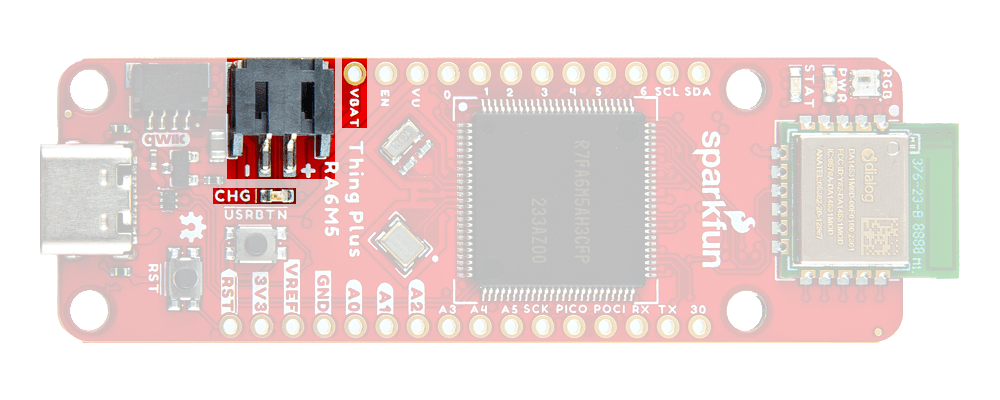 VBAT
EN
VU
0
1
2
3
4
5
6
SCL
SDA
STAT
PWR
RGB
qwiic
-
+
CHG
USRBTN
Thing Plus
RA6M5
RST
sparkfun
R7FA6M5AH3CFP
233AZ00
dialog
376-23-B
RST
3V3
VREF
GND
A0
A1
A2
A3
A4
A5
SCK
PICO
POCI
RX
TX
30